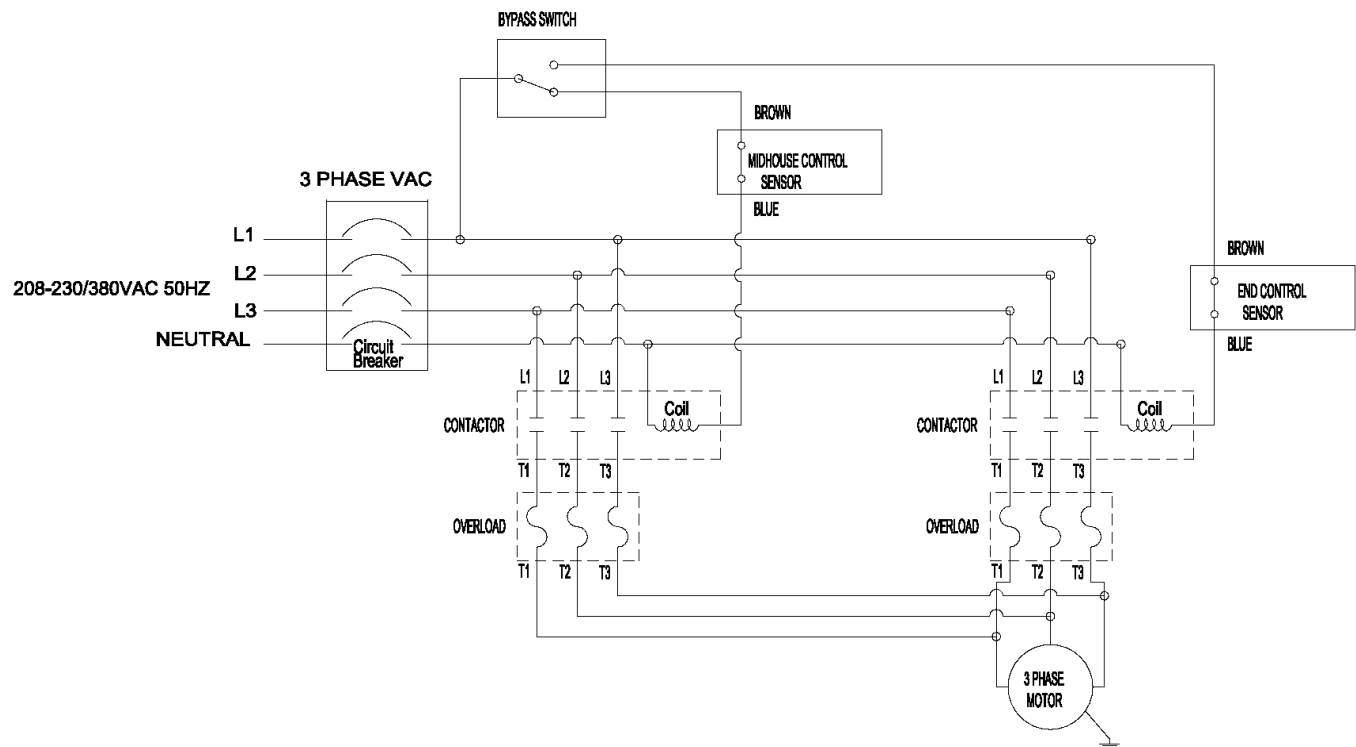 BYPASS SWITCH
BROWN
MIDHOUSE CONTROL
SENSOR
BLUE
3 PHASE VAC
L1
L2
208-230/380VAC 50HZ
L3
NEUTRAL
Circuit
Breaker
BROWN
END CONTROL
SENSOR
BLUE
L1 L2 L3
Coil
CONTACTOR
T1 T2 T3
OVERLOAD
T1 T2 T3
L1 L2 L3
Coil
CONTACTOR
T1 T2 T3
OVERLOAD
T1 T2 T3
3 PHASE
MOTOR